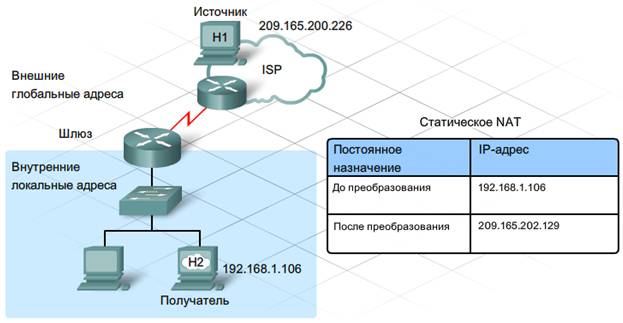 Источник
209.165.200.226
H1
ISP
Внешние
глобальные адреса
Шлюз
Внутренние
локальные адреса
H2
192.168.1.106
Получатель
Статическое NAT
Постоянное назначение
IP-адрес
До преобразования
192.168.1.106
После преобразования
209.165.202.129